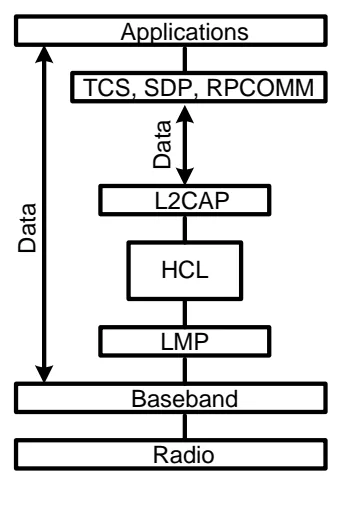 Applications
TCS, SDP, RPCOMM
Data
L2CAP
Data
HCL
LMP
Baseband
Radio